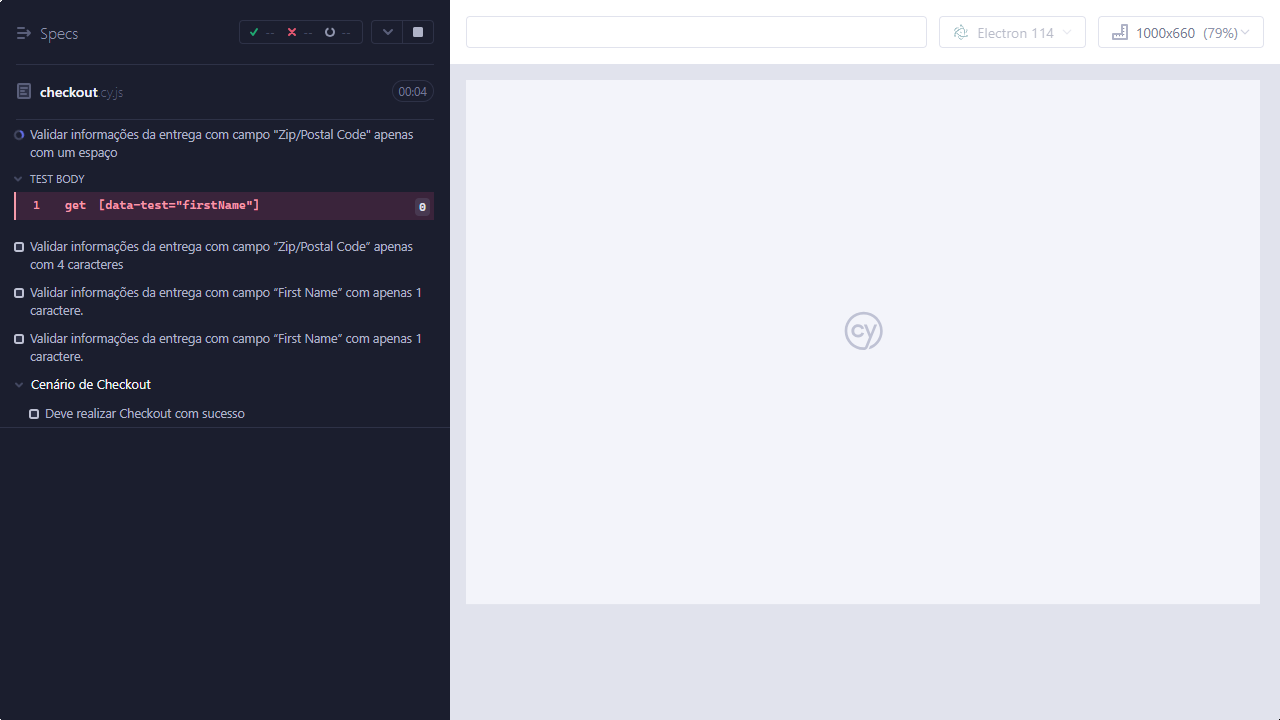 Specs
--
--
--
checkout.cy.js
00:04
Validar informações da entrega com campo "Zip/Postal Code" apenas
com um espaço
TEST BODY
1 get [data-test="firstName"] 0
Validar informações da entrega com campo “Zip/Postal Code” apenas
com 4 caracteres
Validar informações da entrega com campo “First Name” com apenas 1
caractere.
Validar informações da entrega com campo “First Name” com apenas 1
caractere.
Cenário de Checkout
Deve realizar Checkout com sucesso
Electron 114
1000x660 (79%)
cy